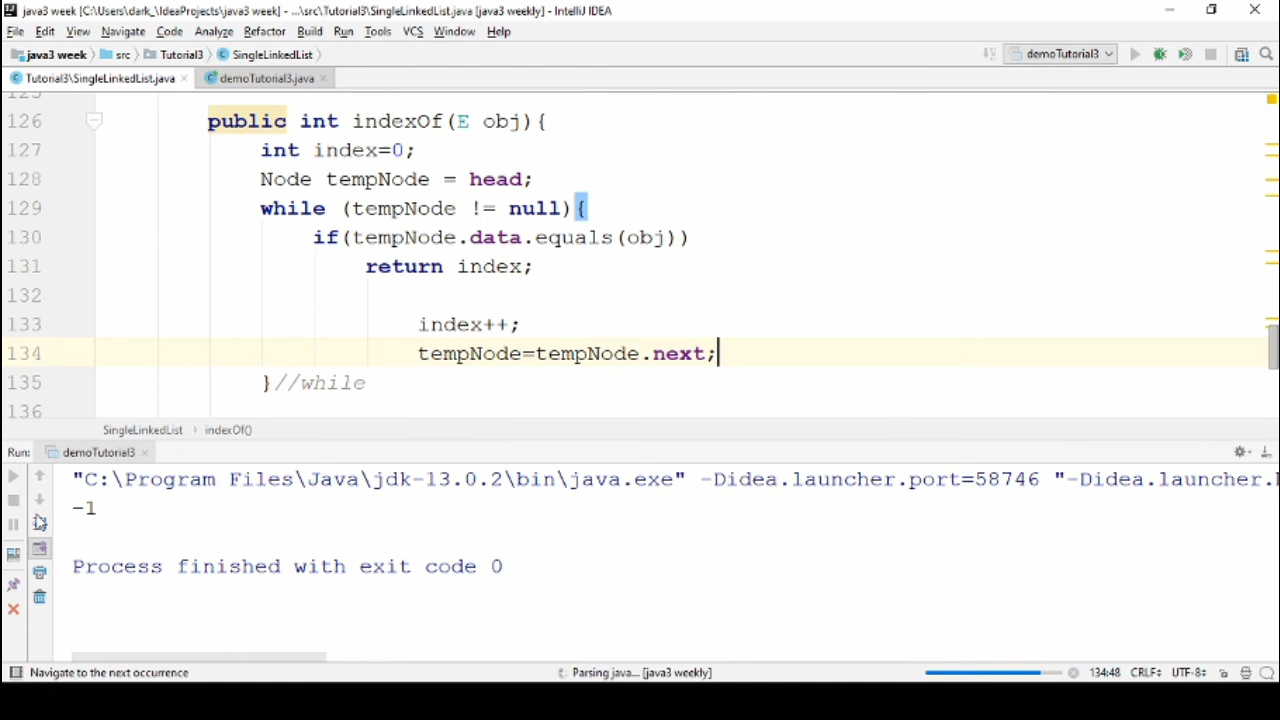 java3 week [C:\Users\dark_\IdeaProjects\java3 week] - ...\src\Tutorial3\SingleLinkedList.java [java3 weekly] - IntelliJ IDEA
File Edit View Navigate Code Analyze Refactor Build Run Tools VCS Window Help
java3 week src Tutorial3 SingleLinkedList demoTutorial3
Tutorial3\SingleLinkedList.java demoTutorial3.java
125
126 public int indexOf(E obj){
127 int index=0;
128 Node tempNode = head;
129 while (tempNode != null){
130 if(tempNode.data.equals(obj))
131 return index;
132
133 index++;
134 tempNode=tempNode.next;
135 }//while
136
SingleLinkedList indexOf()
Run: demoTutorial3
"C:\Program Files\Java\jdk-13.0.2\bin\java.exe" -Didea.launcher.port=58746 "-Didea.launcher.
-1
Process finished with exit code 0
Navigate to the next occurrence Parsing java... [java3 weekly] 134:48 CRLF UTF-8